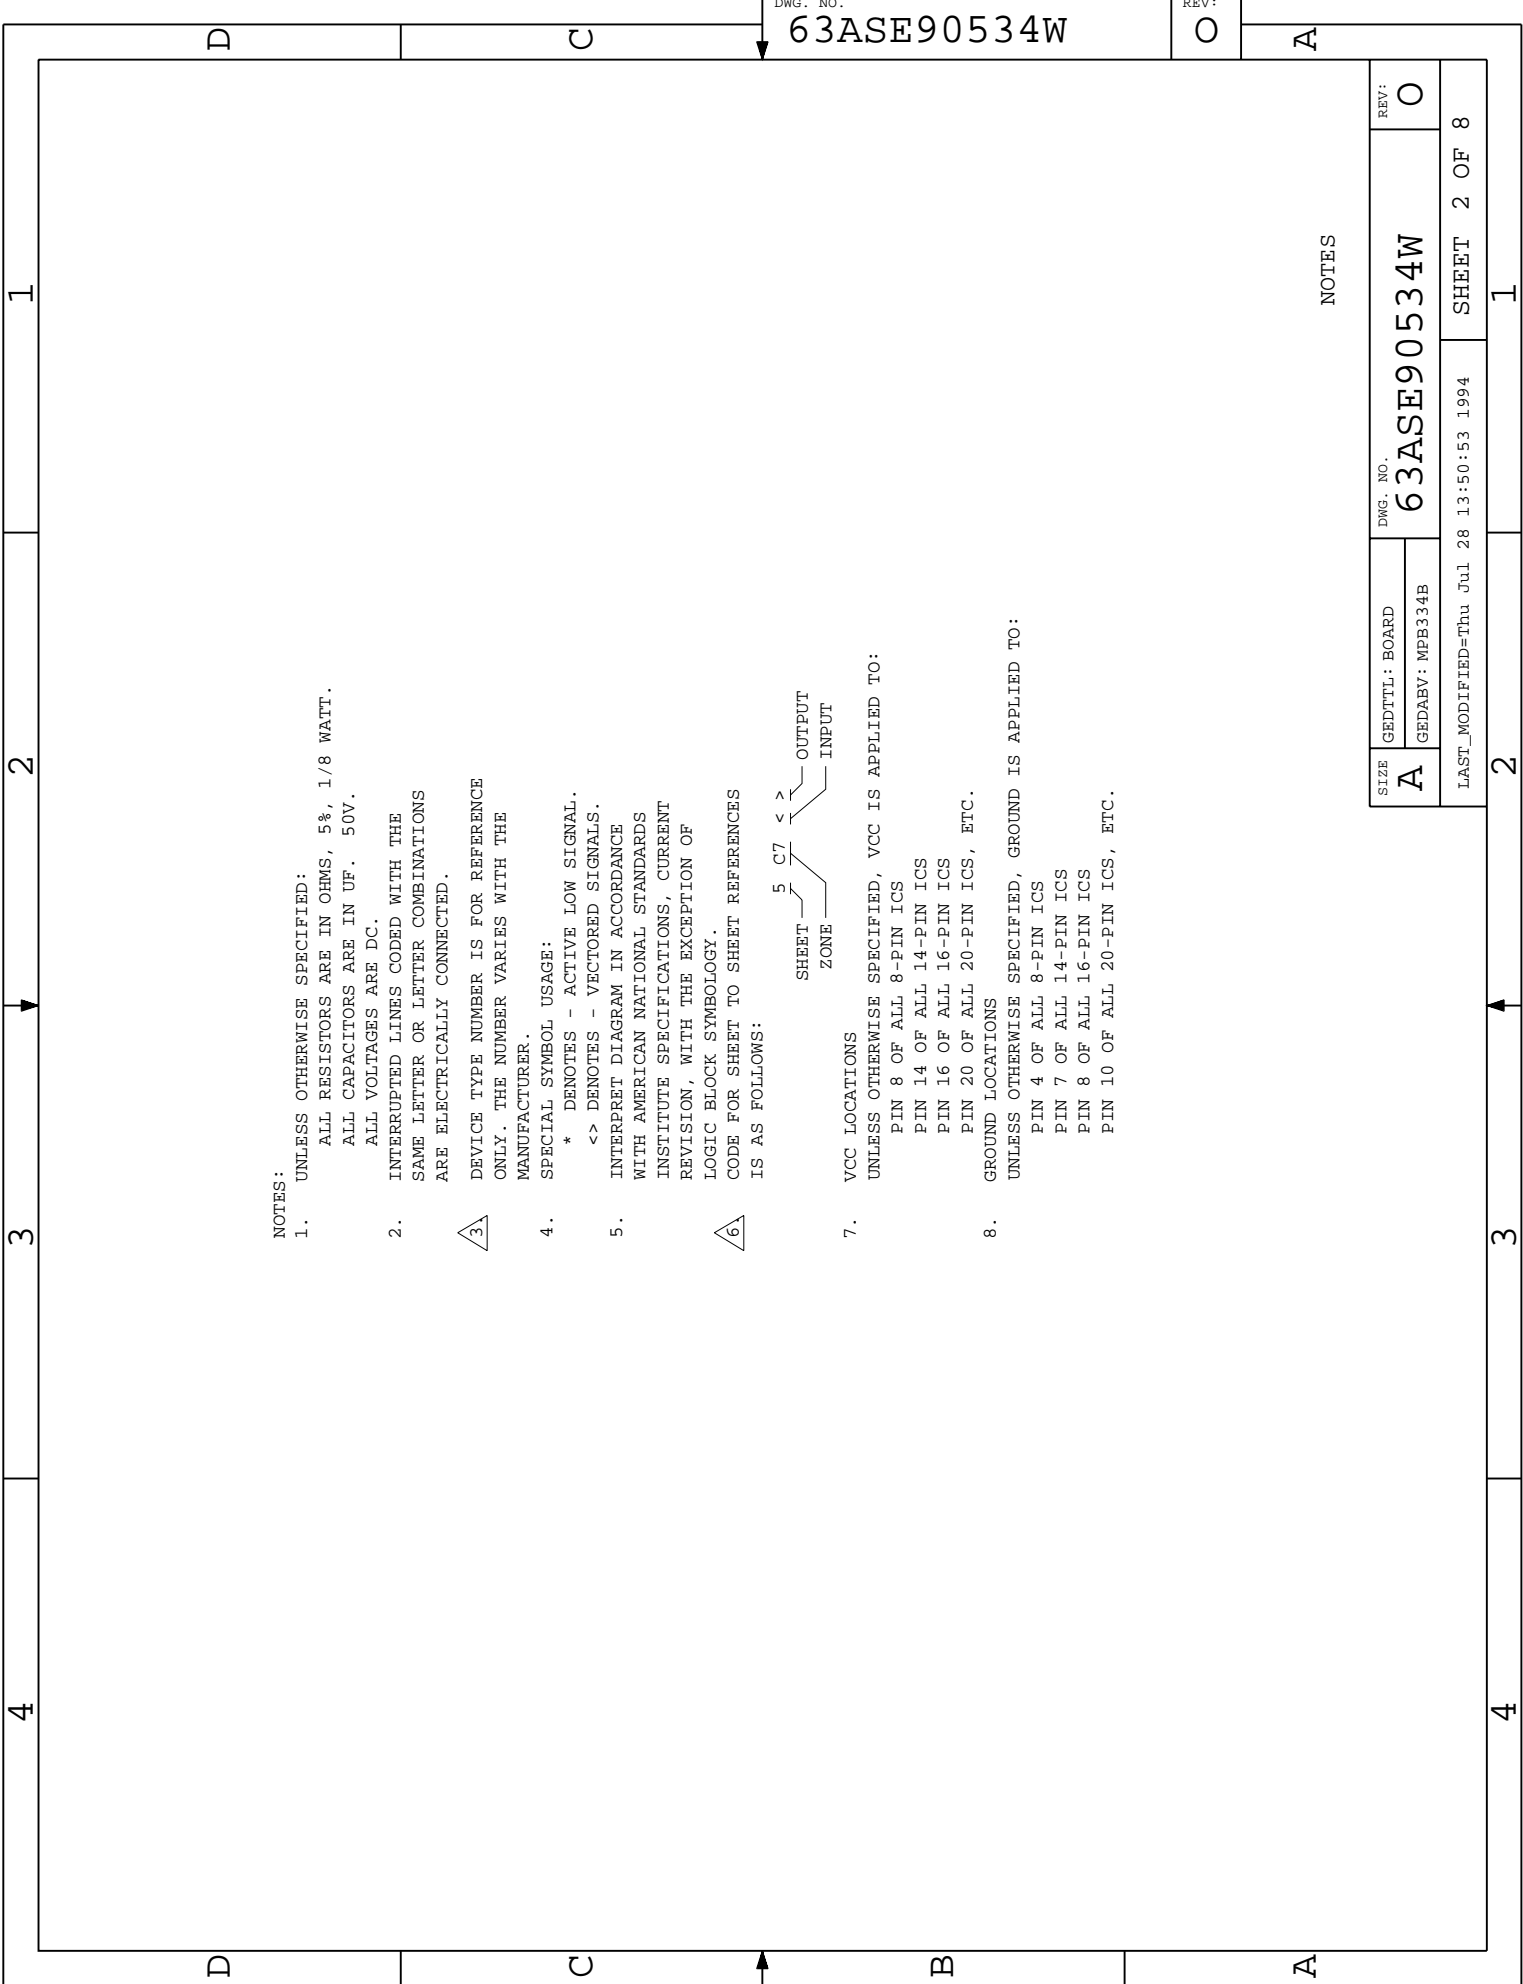 DWG. NO.
63ASE90534W
REV:
O
D
C
A
1
2
3
4
NOTES:
1. UNLESS OTHERWISE SPECIFIED:
ALL RESISTORS ARE IN OHMS, 5%, 1/8 WATT.
ALL CAPACITORS ARE IN UF. 50V.
ALL VOLTAGES ARE DC.
2. INTERRUPTED LINES CODED WITH THE
SAME LETTER OR LETTER COMBINATIONS
ARE ELECTRICALLY CONNECTED.
3. DEVICE TYPE NUMBER IS FOR REFERENCE
ONLY. THE NUMBER VARIES WITH THE
MANUFACTURER.
4. SPECIAL SYMBOL USAGE:
* DENOTES - ACTIVE LOW SIGNAL.
<> DENOTES - VECTORED SIGNALS.
5. INTERPRET DIAGRAM IN ACCORDANCE
WITH AMERICAN NATIONAL STANDARDS
INSTITUTE SPECIFICATIONS, CURRENT
REVISION, WITH THE EXCEPTION OF
LOGIC BLOCK SYMBOLOGY.
6. CODE FOR SHEET TO SHEET REFERENCES
IS AS FOLLOWS:
5 C7 < >
SHEET OUTPUT
ZONE INPUT
7. VCC LOCATIONS
UNLESS OTHERWISE SPECIFIED, VCC IS APPLIED TO:
PIN 8 OF ALL 8-PIN ICS
PIN 14 OF ALL 14-PIN ICS
PIN 16 OF ALL 16-PIN ICS
PIN 20 OF ALL 20-PIN ICS, ETC.
8. GROUND LOCATIONS
UNLESS OTHERWISE SPECIFIED, GROUND IS APPLIED TO:
PIN 4 OF ALL 8-PIN ICS
PIN 7 OF ALL 14-PIN ICS
PIN 8 OF ALL 16-PIN ICS
PIN 10 OF ALL 20-PIN ICS, ETC.
NOTES
SIZE
A
GEDTTL: BOARD
GEDABV: MPB334B
DWG. NO.
63ASE90534W
REV:
O
LAST_MODIFIED=Thu Jul 28 13:50:53 1994
SHEET 2 OF 8
4
3
2
1
D
C
B
A